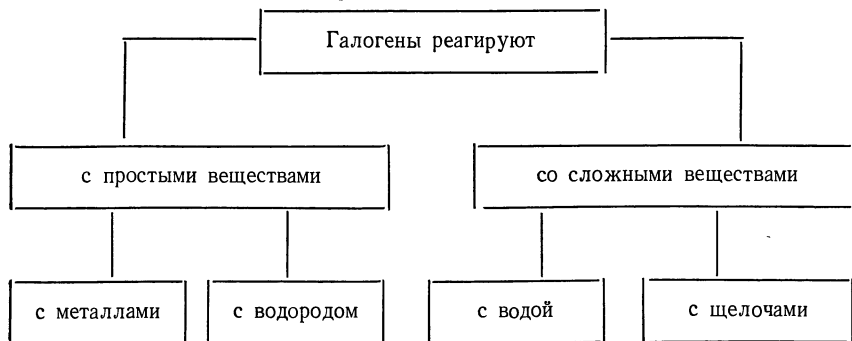 Галогены реагируют
с простыми веществами
со сложными веществами
с металлами
с водородом
с водой
с щелочами